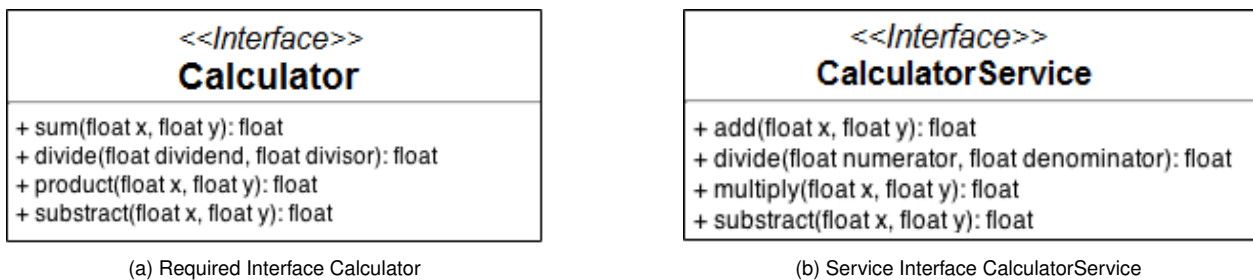 <<Interface>>
Calculator
+ sum(float x, float y): float
+ divide(float dividend, float divisor): float
+ product(float x, float y): float
+ substract(float x, float y): float
(a) Required Interface Calculator
<<Interface>>
CalculatorService
+ add(float x, float y): float
+ divide(float numerator, float denominator): float
+ multiply(float x, float y): float
+ substract(float x, float y): float
(b) Service Interface CalculatorService